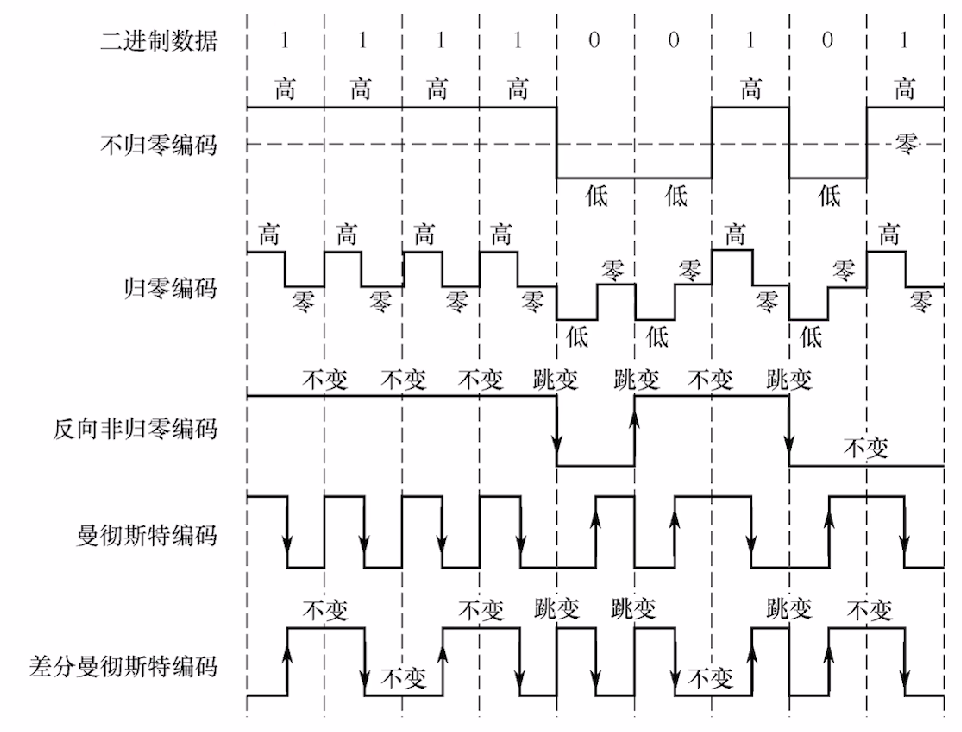 二进制数据 1 1 1 1 0 0 1 0 1
高 高 高 高 高 高
不归零编码 零
低 低 低
高 高 高 高 高 高
零 零 零
归零编码
零 零 零 零 零 零
低 低 低
不变 不变 不变 跳变 跳变 不变 跳变
反向非归零编码
不变
曼彻斯特编码
不变 不变 跳变 跳变 跳变 不变
差分曼彻斯特编码
不变 不变